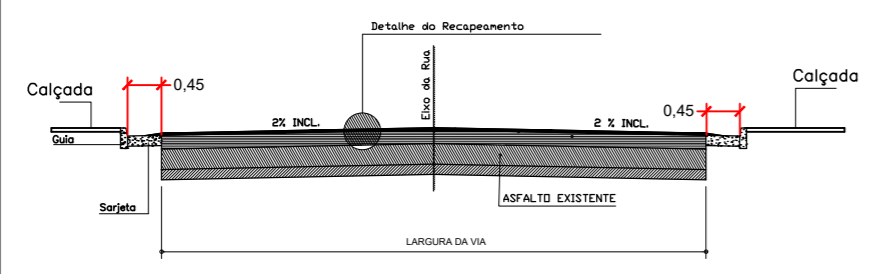 Detalhe do Recapeamento
Eixo da Rua
Calçada
0,45
Calçada
0,45
2% INCL.
2 % INCL.
Guia
Sarjeta
ASFALTO EXISTENTE
LARGURA DA VIA